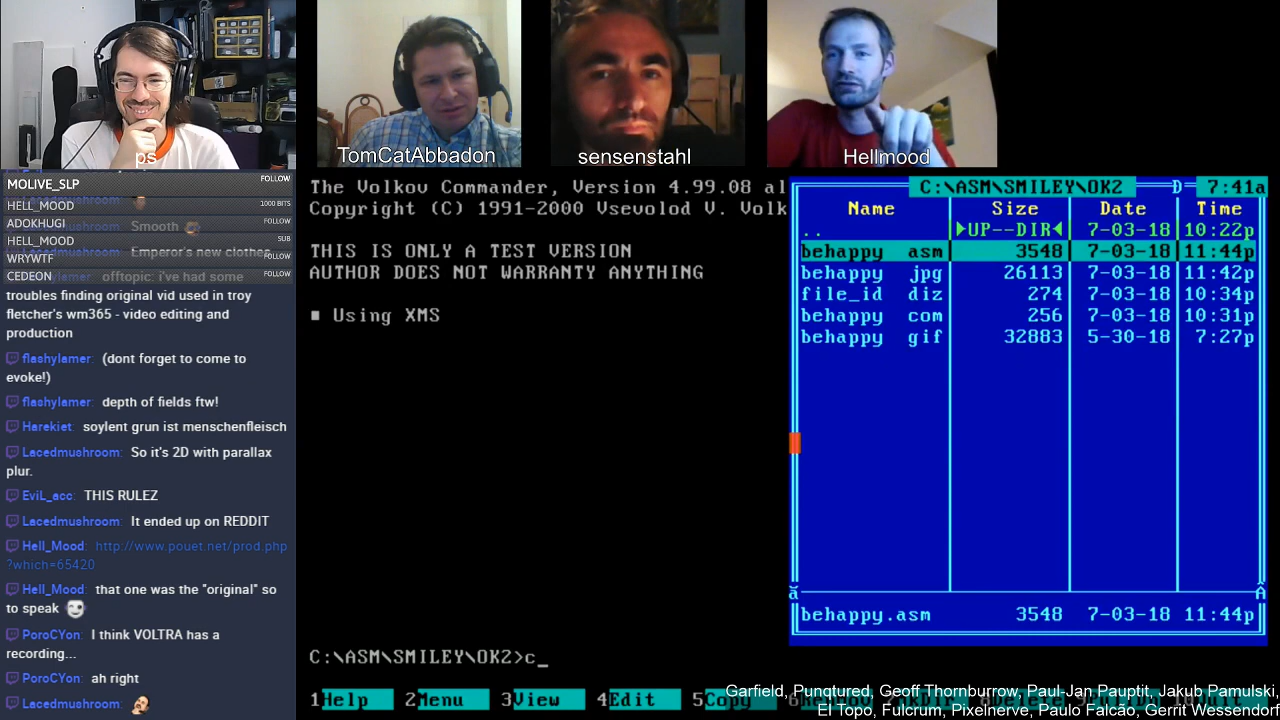 ps
TomCatAbbadon
sensenstahl
Hellmood
MOLIVE_SLP FOLLOW
HELL_MOOD 1000 BITS
ADOKHUGI FOLLOW
Smooth
HELL_MOOD SUB
Emperor's new clothes
WRYWTF FOLLOW
CEDEON FOLLOW
offtopic: i've had some
troubles finding original vid used in troy
fletcher's wm365 - video editing and
production
flashylamer: (dont forget to come to
evoke!)
flashylamer: depth of fields ftw!
Harekiet: soylent grun ist menschenfleisch
Lacedmushroom: So it's 2D with parallax
plur.
EviL_acc: THIS RULEZ
Lacedmushroom: It ended up on REDDIT
Hell_Mood: http://www.pouet.net/prod.php
?which=65420
Hell_Mood: that one was the "original" so
to speak
PoroCYon: I think VOLTRA has a
recording...
PoroCYon: ah right
Lacedmushroom:
The Volkov Commander, Version 4.99.08 al
Copyright (C) 1991-2000 Vsevolod V. Volk
THIS IS ONLY A TEST VERSION
AUTHOR DOES NOT WARRANTY ANYTHING
■ Using XMS
C:\ASM\SMILEY\OK2 D 7:41a
Name Size Date Time
.. ►UP--DIR◄ 7-03-18 10:22p
behappy asm 3548 7-03-18 11:44p
behappy jpg 26113 7-03-18 11:42p
file_id diz 274 7-03-18 10:34p
behappy com 256 7-03-18 10:31p
behappy gif 32883 5-30-18 7:27p
behappy.asm 3548 7-03-18 11:44p
C:\ASM\SMILEY\OK2>c_
1Help 2Menu 3View 4Edit 5Copy
Garfield, Punqtured, Geoff Thornburrow, Paul-Jan Pauptit, Jakub Pamulski,
El Topo, Fulcrum, Pixelnerve, Paulo Falcao, Gerrit Wessendorf